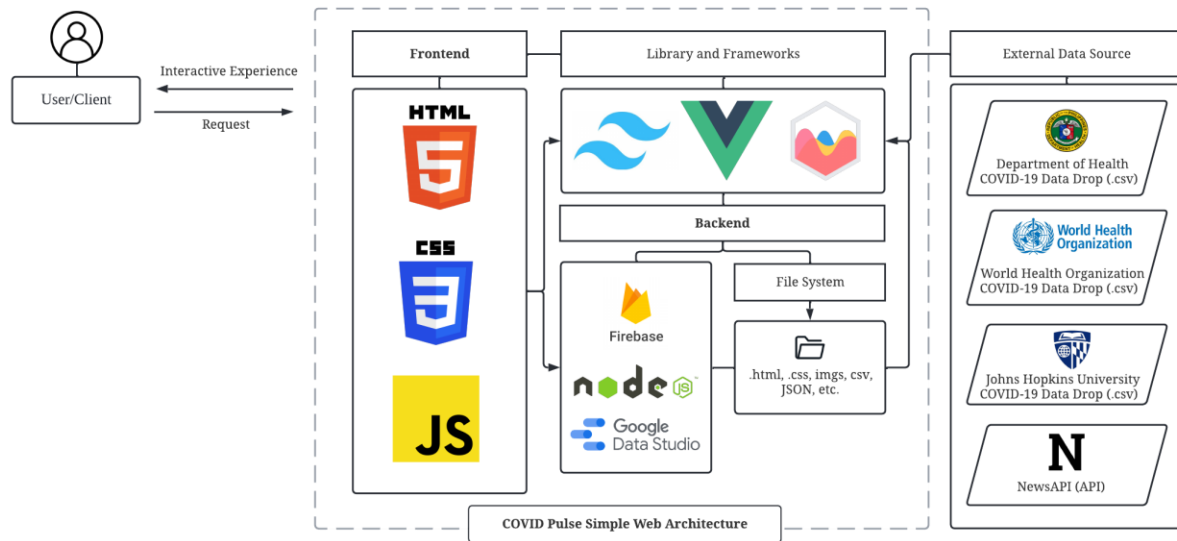 User/Client
Interactive Experience
Request
Frontend
HTML
5
CSS
3
JS
Library and Frameworks
Backend
Firebase
node
JS
™
Google
Data Studio
File System
.html, .css, imgs, csv,
JSON, etc.
External Data Source
Department of Health
COVID-19 Data Drop (.csv)
World Health
Organization
World Health Organization
COVID-19 Data Drop (.csv)
Johns Hopkins University
COVID-19 Data Drop (.csv)
N
NewsAPI (API)
COVID Pulse Simple Web Architecture